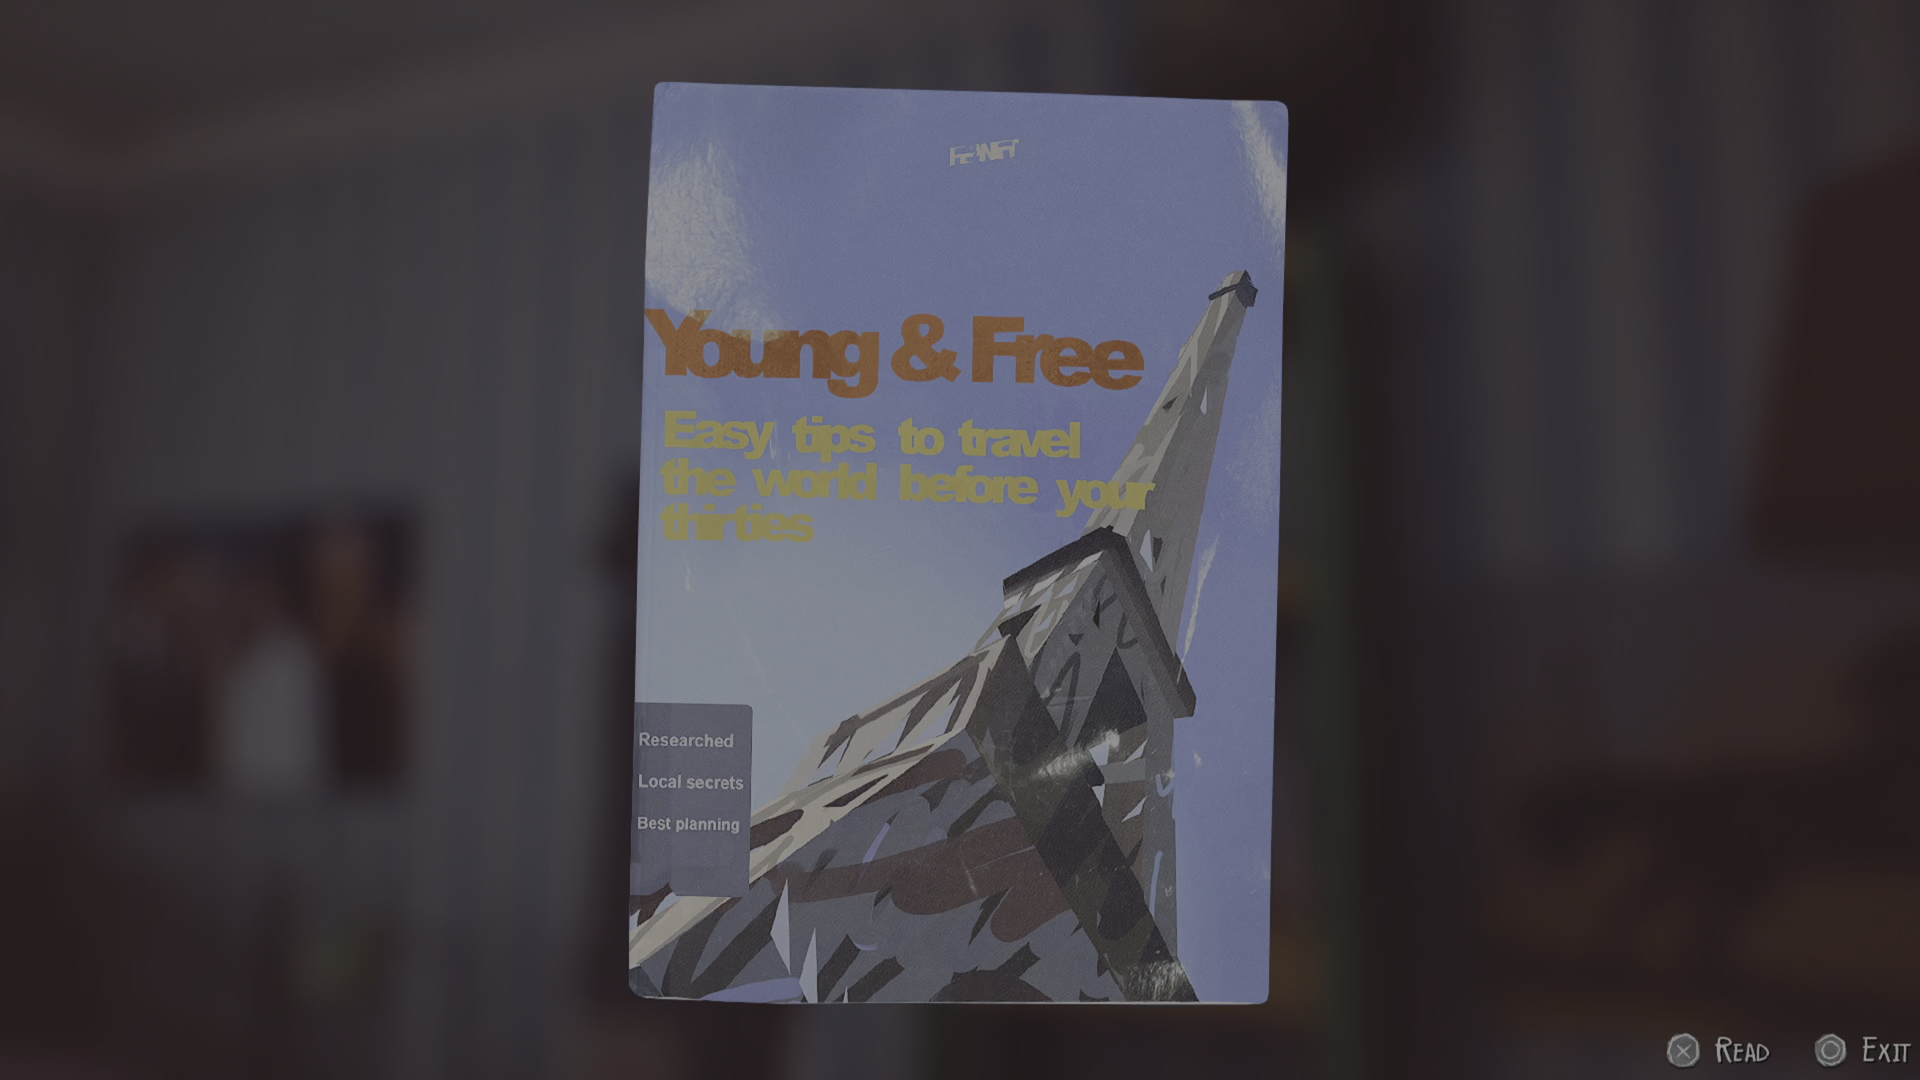 Young & Free
Easy tips to travel
the world before your
thirties
Researched
Local secrets
Best planning
READ
EXIT